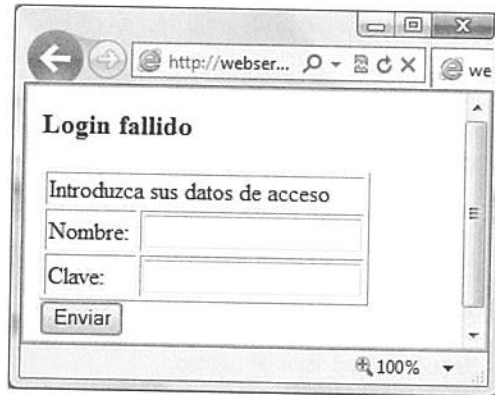 http://webser...
we
Login fallido
Introduzca sus datos de acceso
Nombre:
Clave:
Enviar
100%